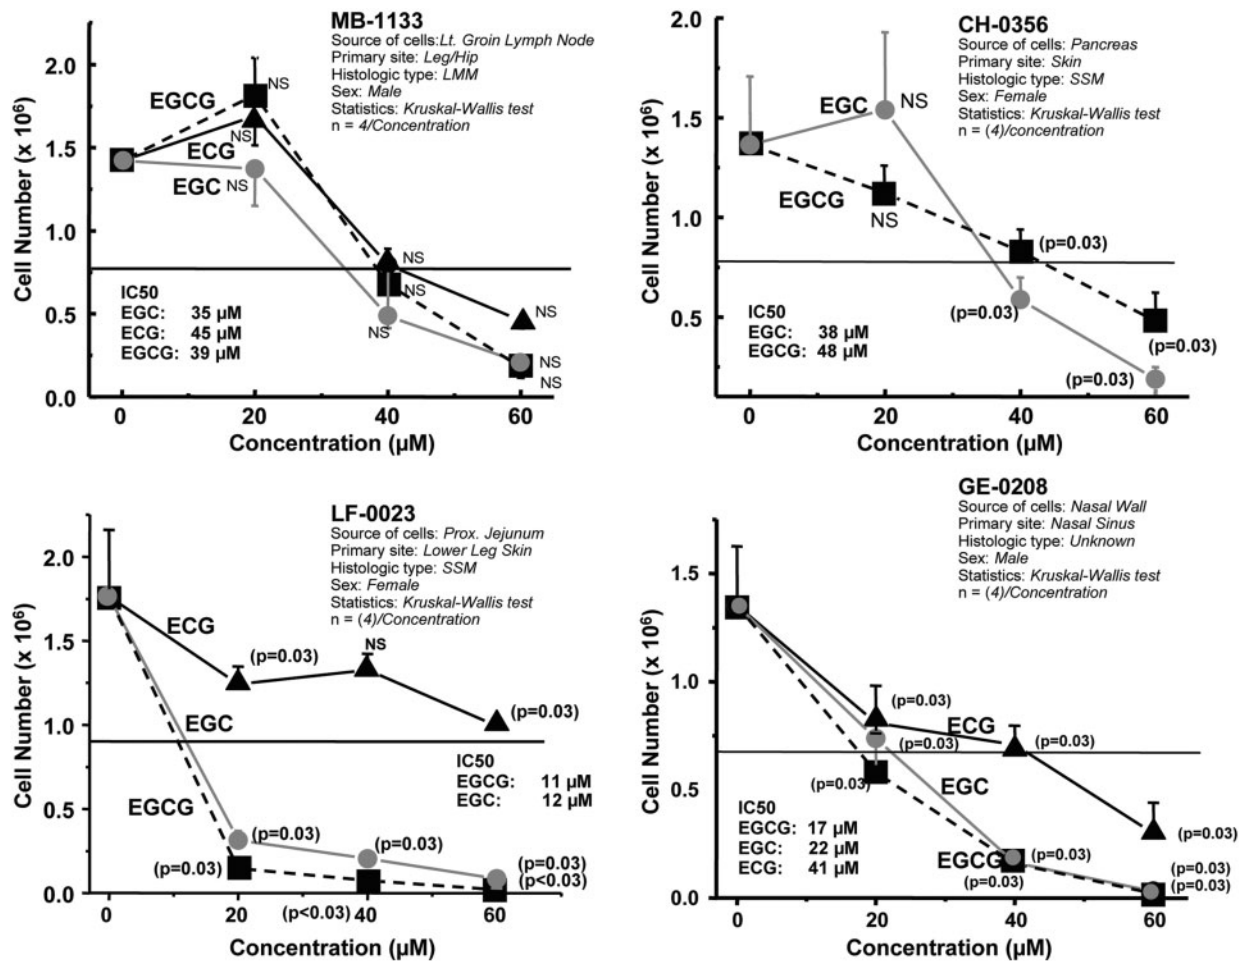 MB-1133
Source of cells:Lt. Groin Lymph Node
Primary site: Leg/Hip
Histologic type: LMM
Sex: Male
Statistics: Kruskal-Wallis test
n = 4/Concentration
Cell Number (x 10⁶)
2.0
1.5
1.0
0.5
0.0
EGCG
NS
ECG
NS
EGC
NS
NS
NS
NS
NS
NS
NS
IC50
EGC: 35 µM
ECG: 45 µM
EGCG: 39 µM
0 20 40 60
Concentration (µM)
CH-0356
Source of cells: Pancreas
Primary site: Skin
Histologic type: SSM
Sex: Female
Statistics: Kruskal-Wallis test
n = (4)/concentration
Cell Number (x 10⁶)
2.0
1.5
1.0
0.5
EGC
NS
EGCG
NS
(p=0.03)
(p=0.03)
(p=0.03)
(p=0.03)
IC50
EGC: 38 µM
EGCG: 48 µM
0 20 40 60
Concentration (µM)
LF-0023
Source of cells: Prox. Jejunum
Primary site: Lower Leg Skin
Histologic type: SSM
Sex: Female
Statistics: Kruskal-Wallis test
n = (4)/Concentration
Cell Number (x 10⁶)
2.0
1.5
1.0
0.5
0.0
ECG
(p=0.03)
NS
(p=0.03)
EGC
IC50
EGCG: 11 µM
EGC: 12 µM
EGCG
(p=0.03)
(p=0.03)
(p=0.03)
(p=0.03)
(p<0.03)
(p<0.03)
0 20 40 60
Concentration (µM)
GE-0208
Source of cells: Nasal Wall
Primary site: Nasal Sinus
Histologic type: Unknown
Sex: Male
Statistics: Kruskal-Wallis test
n = (4)/Concentration
Cell Number (x 10⁶)
1.5
1.0
0.5
0.0
(p=0.03)
ECG
(p=0.03)
(p=0.03)
(p=0.03)
EGC
IC50
EGCG: 17 µM
EGC: 22 µM
ECG: 41 µM
EGCG
(p=0.03)
(p=0.03)
(p=0.03)
(p=0.03)
(p=0.03)
0 20 40 60
Concentration (µM)